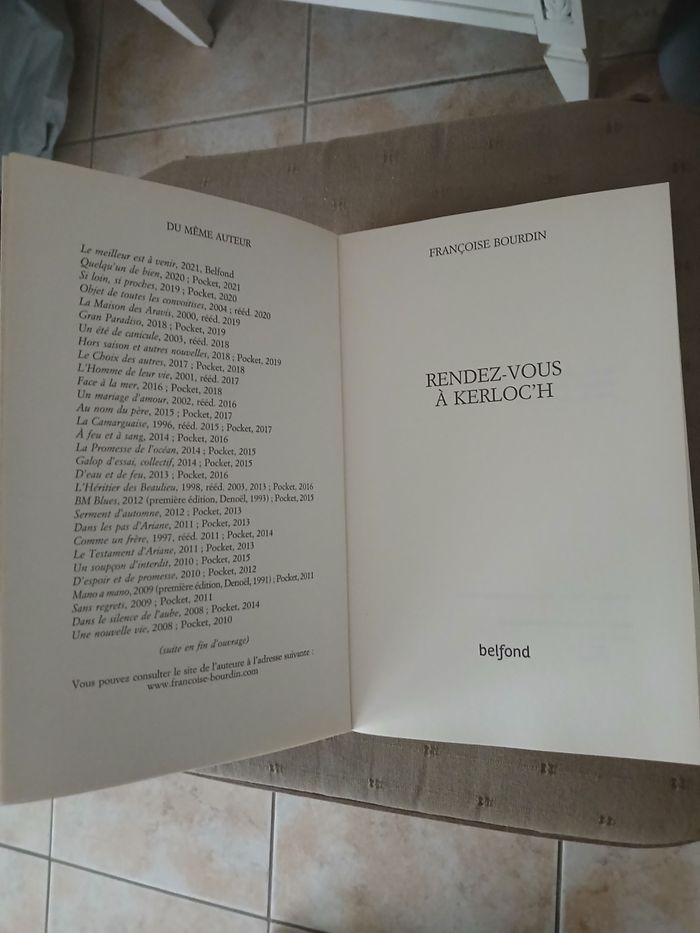 DU MÊME AUTEUR
Le meilleur est à venir, 2021, Belfond
Quelqu'un de bien, 2020 ; Pocket, 2021
Si loin, si proches, 2019 ; Pocket, 2020
Objet de toutes les convoitises, 2004 ; rééd. 2020
La Maison des Aravis, 2000, rééd. 2019
Gran Paradiso, 2018 ; Pocket, 2019
Un été de canicule, 2003, rééd. 2018
Hors saison et autres nouvelles, 2018 ; Pocket, 2019
Le Choix des autres, 2017 ; Pocket, 2018
L'Homme de leur vie, 2001, rééd. 2017
Face à la mer, 2016 ; Pocket, 2018
Un mariage d'amour, 2002, rééd. 2016
Au nom du père, 2015 ; Pocket, 2017
La Camarguaise, 1996, rééd. 2015 ; Pocket, 2017
À feu et à sang, 2014 ; Pocket, 2016
La Promesse de l'océan, 2014 ; Pocket, 2015
Galop d'essai, collectif, 2014 ; Pocket, 2015
D'eau et de feu, 2013 ; Pocket, 2016
L'Héritier des Beaulieu, 1998, rééd. 2003, 2013 ; Pocket, 2016
BM Blues, 2012 (première édition, Denoël, 1993) ; Pocket, 2015
Serment d'automne, 2012 ; Pocket, 2013
Dans les pas d'Ariane, 2011 ; Pocket, 2013
Comme un frère, 1997, rééd. 2011 ; Pocket, 2014
Le Testament d'Ariane, 2011 ; Pocket, 2013
Un soupçon d'interdit, 2010 ; Pocket, 2015
D'espoir et de promesse, 2010 ; Pocket, 2012
Mano a mano, 2009 (première édition, Denoël, 1991) ; Pocket, 2011
Sans regrets, 2009 ; Pocket, 2011
Dans le silence de l'aube, 2008 ; Pocket, 2014
Une nouvelle vie, 2008 ; Pocket, 2010
(suite en fin d'ouvrage)
Vous pouvez consulter le site de l'auteure à l'adresse suivante :
www.francoise-bourdin.com
FRANÇOISE BOURDIN
RENDEZ-VOUS
À KERLOC'H
belfond